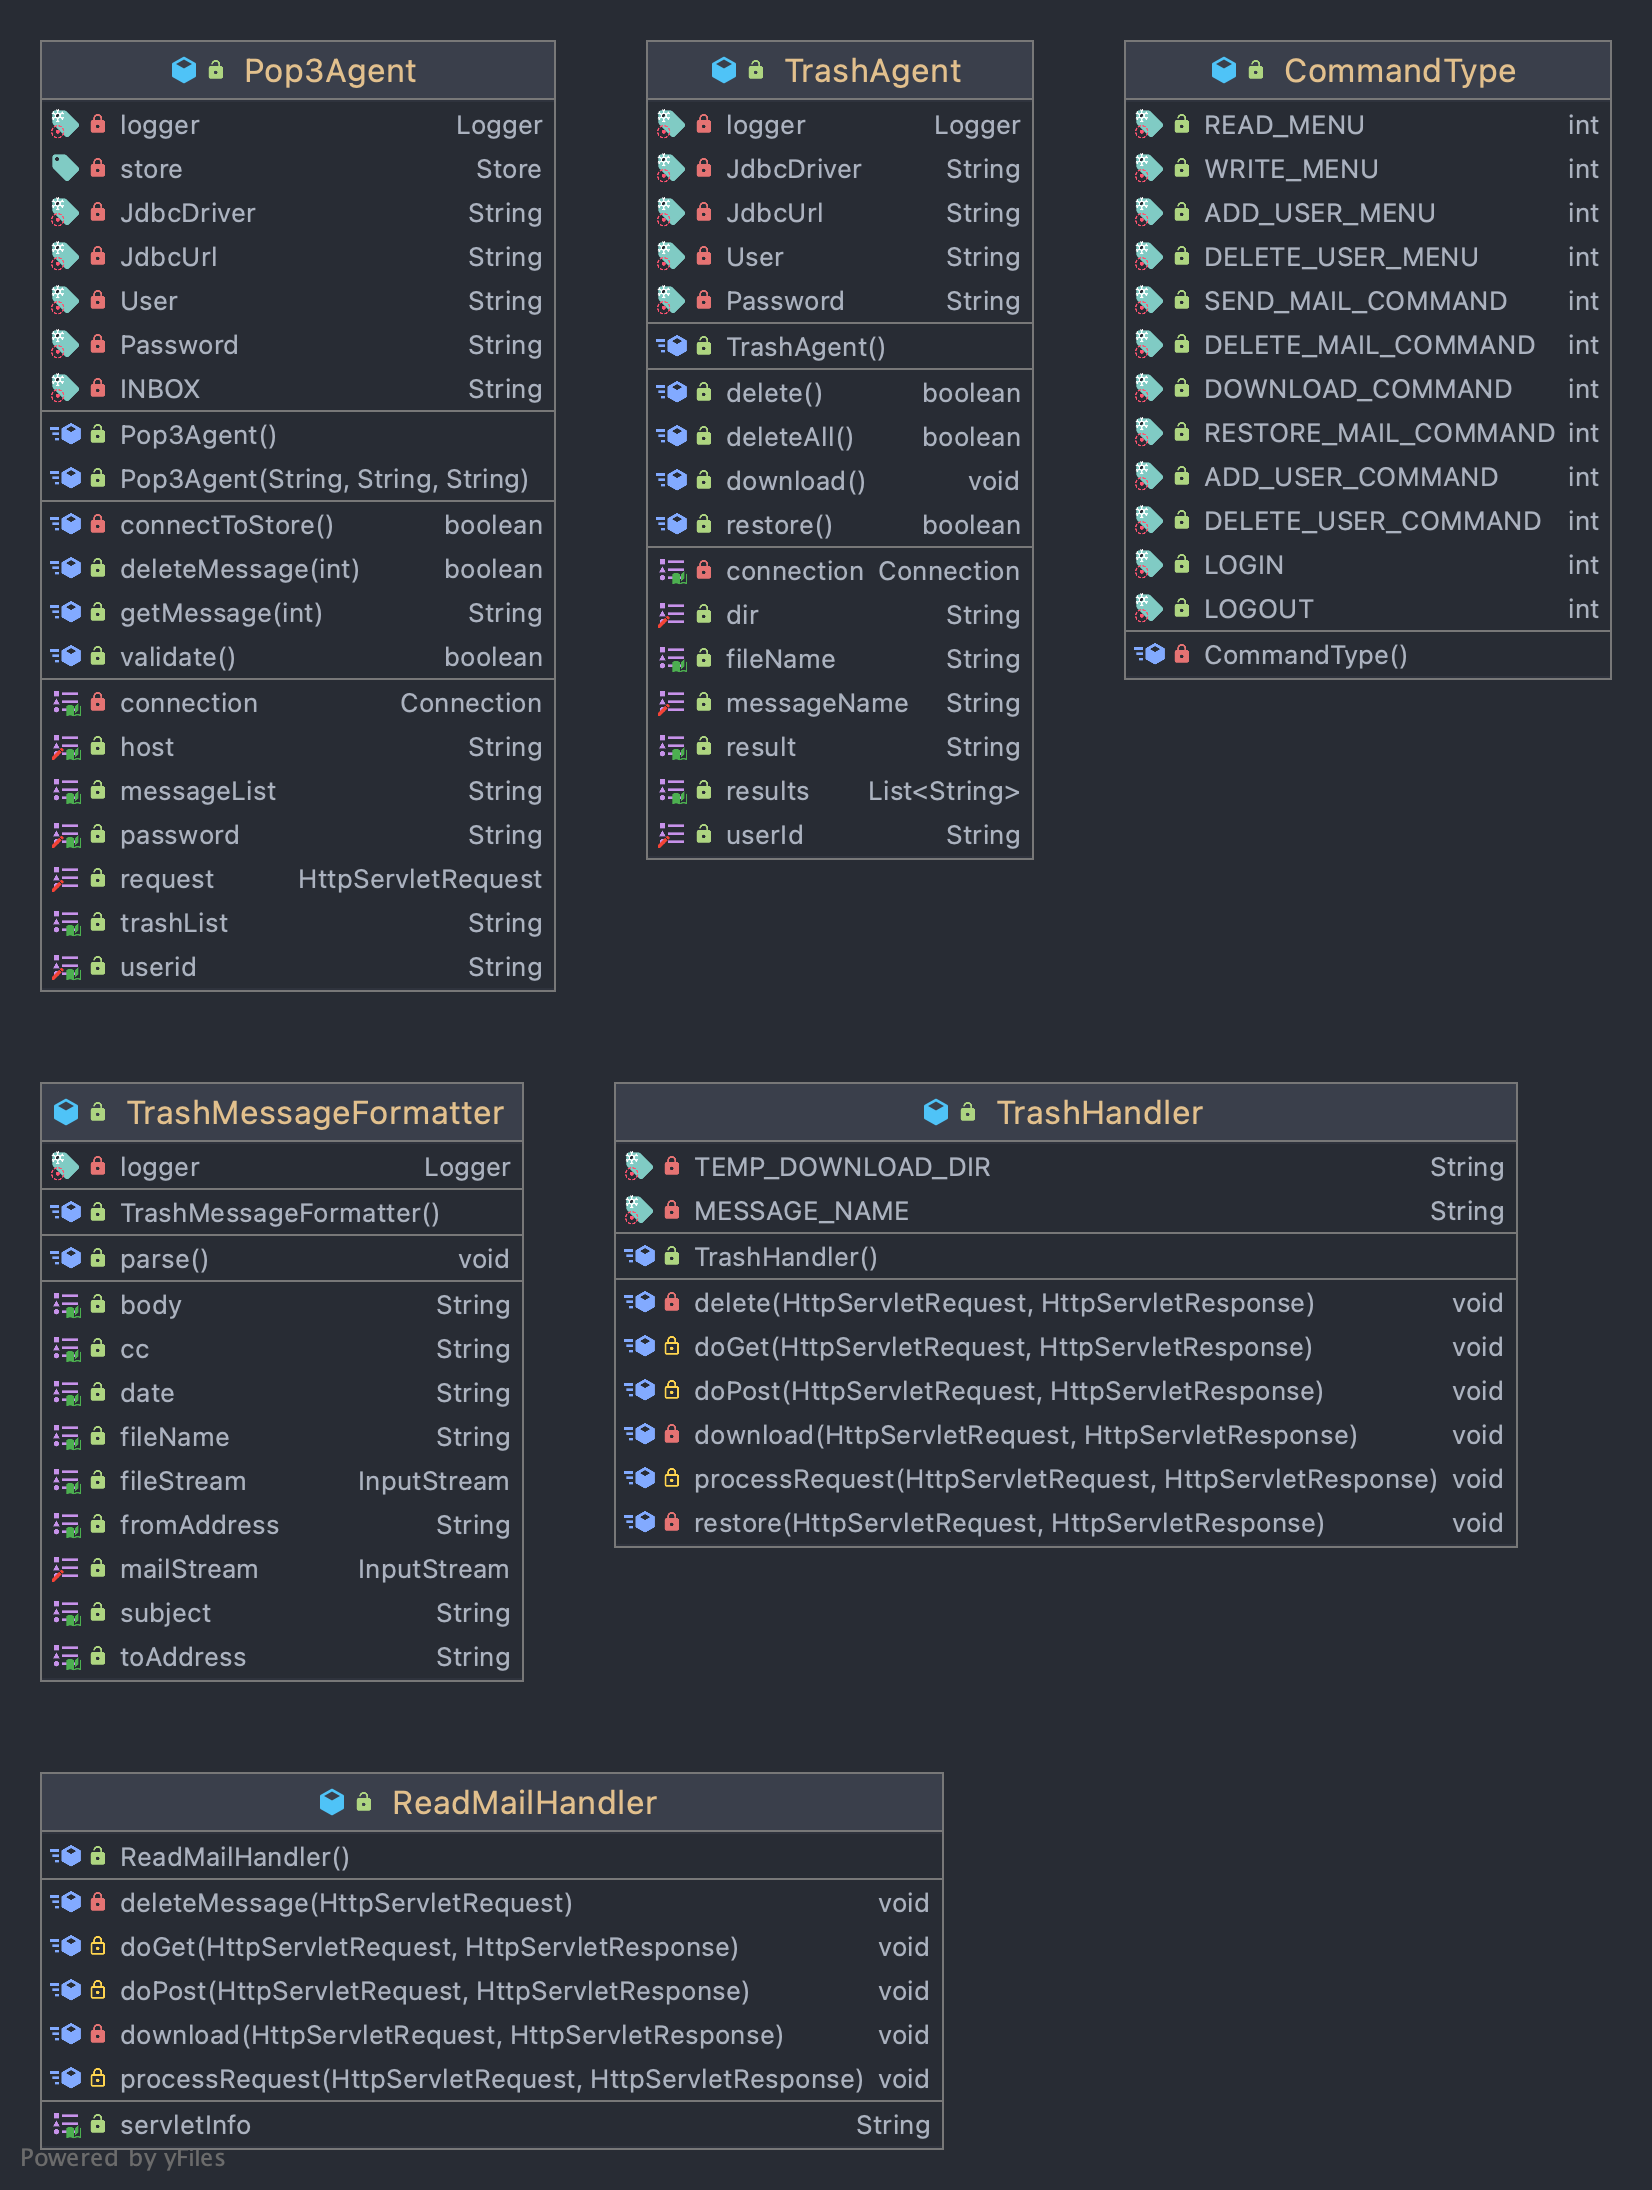 Pop3Agent
logger Logger
store Store
JdbcDriver String
JdbcUrl String
User String
Password String
INBOX String
Pop3Agent()
Pop3Agent(String, String, String)
connectToStore() boolean
deleteMessage(int) boolean
getMessage(int) String
validate() boolean
connection Connection
host String
messageList String
password String
request HttpServletRequest
trashList String
userid String
TrashAgent
logger Logger
JdbcDriver String
JdbcUrl String
User String
Password String
TrashAgent()
delete() boolean
deleteAll() boolean
download() void
restore() boolean
connection Connection
dir String
fileName String
messageName String
result String
results List<String>
userId String
CommandType
READ_MENU int
WRITE_MENU int
ADD_USER_MENU int
DELETE_USER_MENU int
SEND_MAIL_COMMAND int
DELETE_MAIL_COMMAND int
DOWNLOAD_COMMAND int
RESTORE_MAIL_COMMAND int
ADD_USER_COMMAND int
DELETE_USER_COMMAND int
LOGIN int
LOGOUT int
CommandType()
TrashMessageFormatter
logger Logger
TrashMessageFormatter()
parse() void
body String
cc String
date String
fileName String
fileStream InputStream
fromAddress String
mailStream InputStream
subject String
toAddress String
TrashHandler
TEMP_DOWNLOAD_DIR String
MESSAGE_NAME String
TrashHandler()
delete(HttpServletRequest, HttpServletResponse) void
doGet(HttpServletRequest, HttpServletResponse) void
doPost(HttpServletRequest, HttpServletResponse) void
download(HttpServletRequest, HttpServletResponse) void
processRequest(HttpServletRequest, HttpServletResponse) void
restore(HttpServletRequest, HttpServletResponse) void
ReadMailHandler
ReadMailHandler()
deleteMessage(HttpServletRequest) void
doGet(HttpServletRequest, HttpServletResponse) void
doPost(HttpServletRequest, HttpServletResponse) void
download(HttpServletRequest, HttpServletResponse) void
processRequest(HttpServletRequest, HttpServletResponse) void
servletInfo String
Powered by yFiles